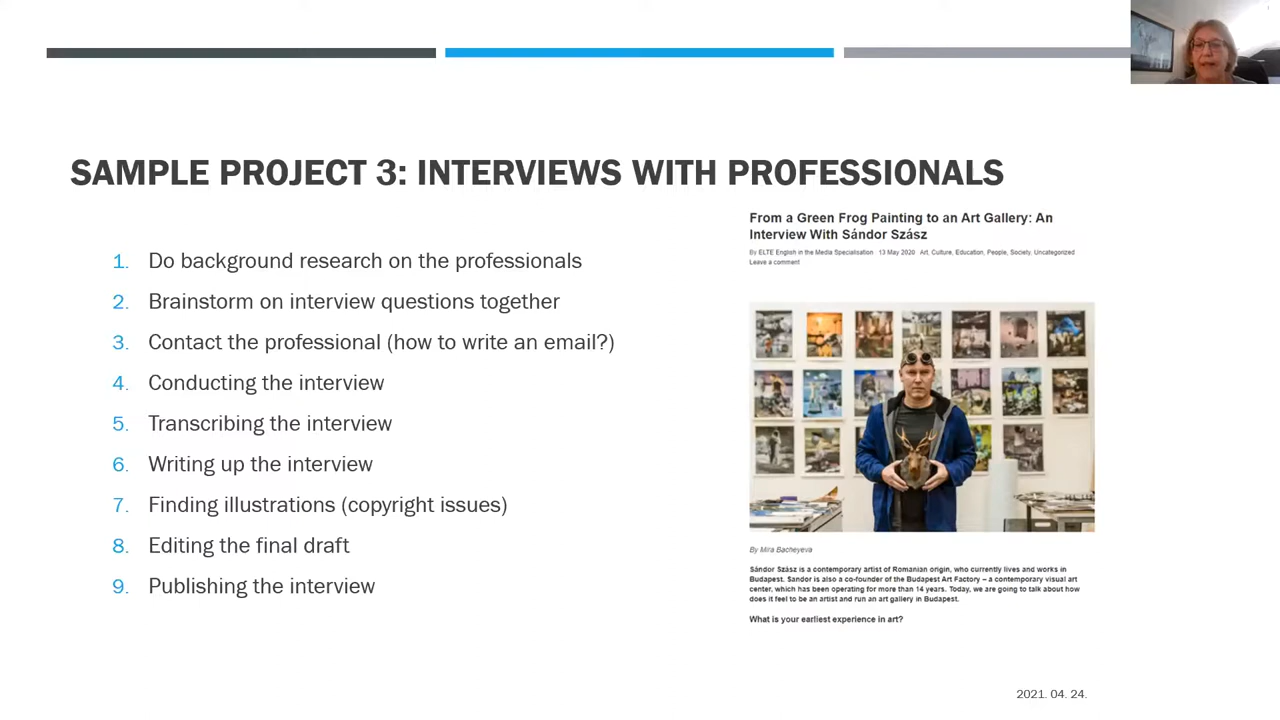 SAMPLE PROJECT 3: INTERVIEWS WITH PROFESSIONALS
1. Do background research on the professionals
2. Brainstorm on interview questions together
3. Contact the professional (how to write an email?)
4. Conducting the interview
5. Transcribing the interview
6. Writing up the interview
7. Finding illustrations (copyright issues)
8. Editing the final draft
9. Publishing the interview
From a Green Frog Painting to an Art Gallery: An
Interview With Sándor Szász
By ELTE English in the Media Specialisation 13 May 2020 Art, Culture, Education, People, Society, Uncategorized
Leave a comment
By Mira Bacheyeva
Sándor Szász is a contemporary artist of Romanian origin, who currently lives and works in
Budapest. Sandor is also a co-founder of the Budapest Art Factory – a contemporary visual art
center, which has been operating for more than 14 years. Today, we are going to talk about how
does it feel to be an artist and run an art gallery in Budapest.
What is your earliest experience in art?
2021. 04. 24.